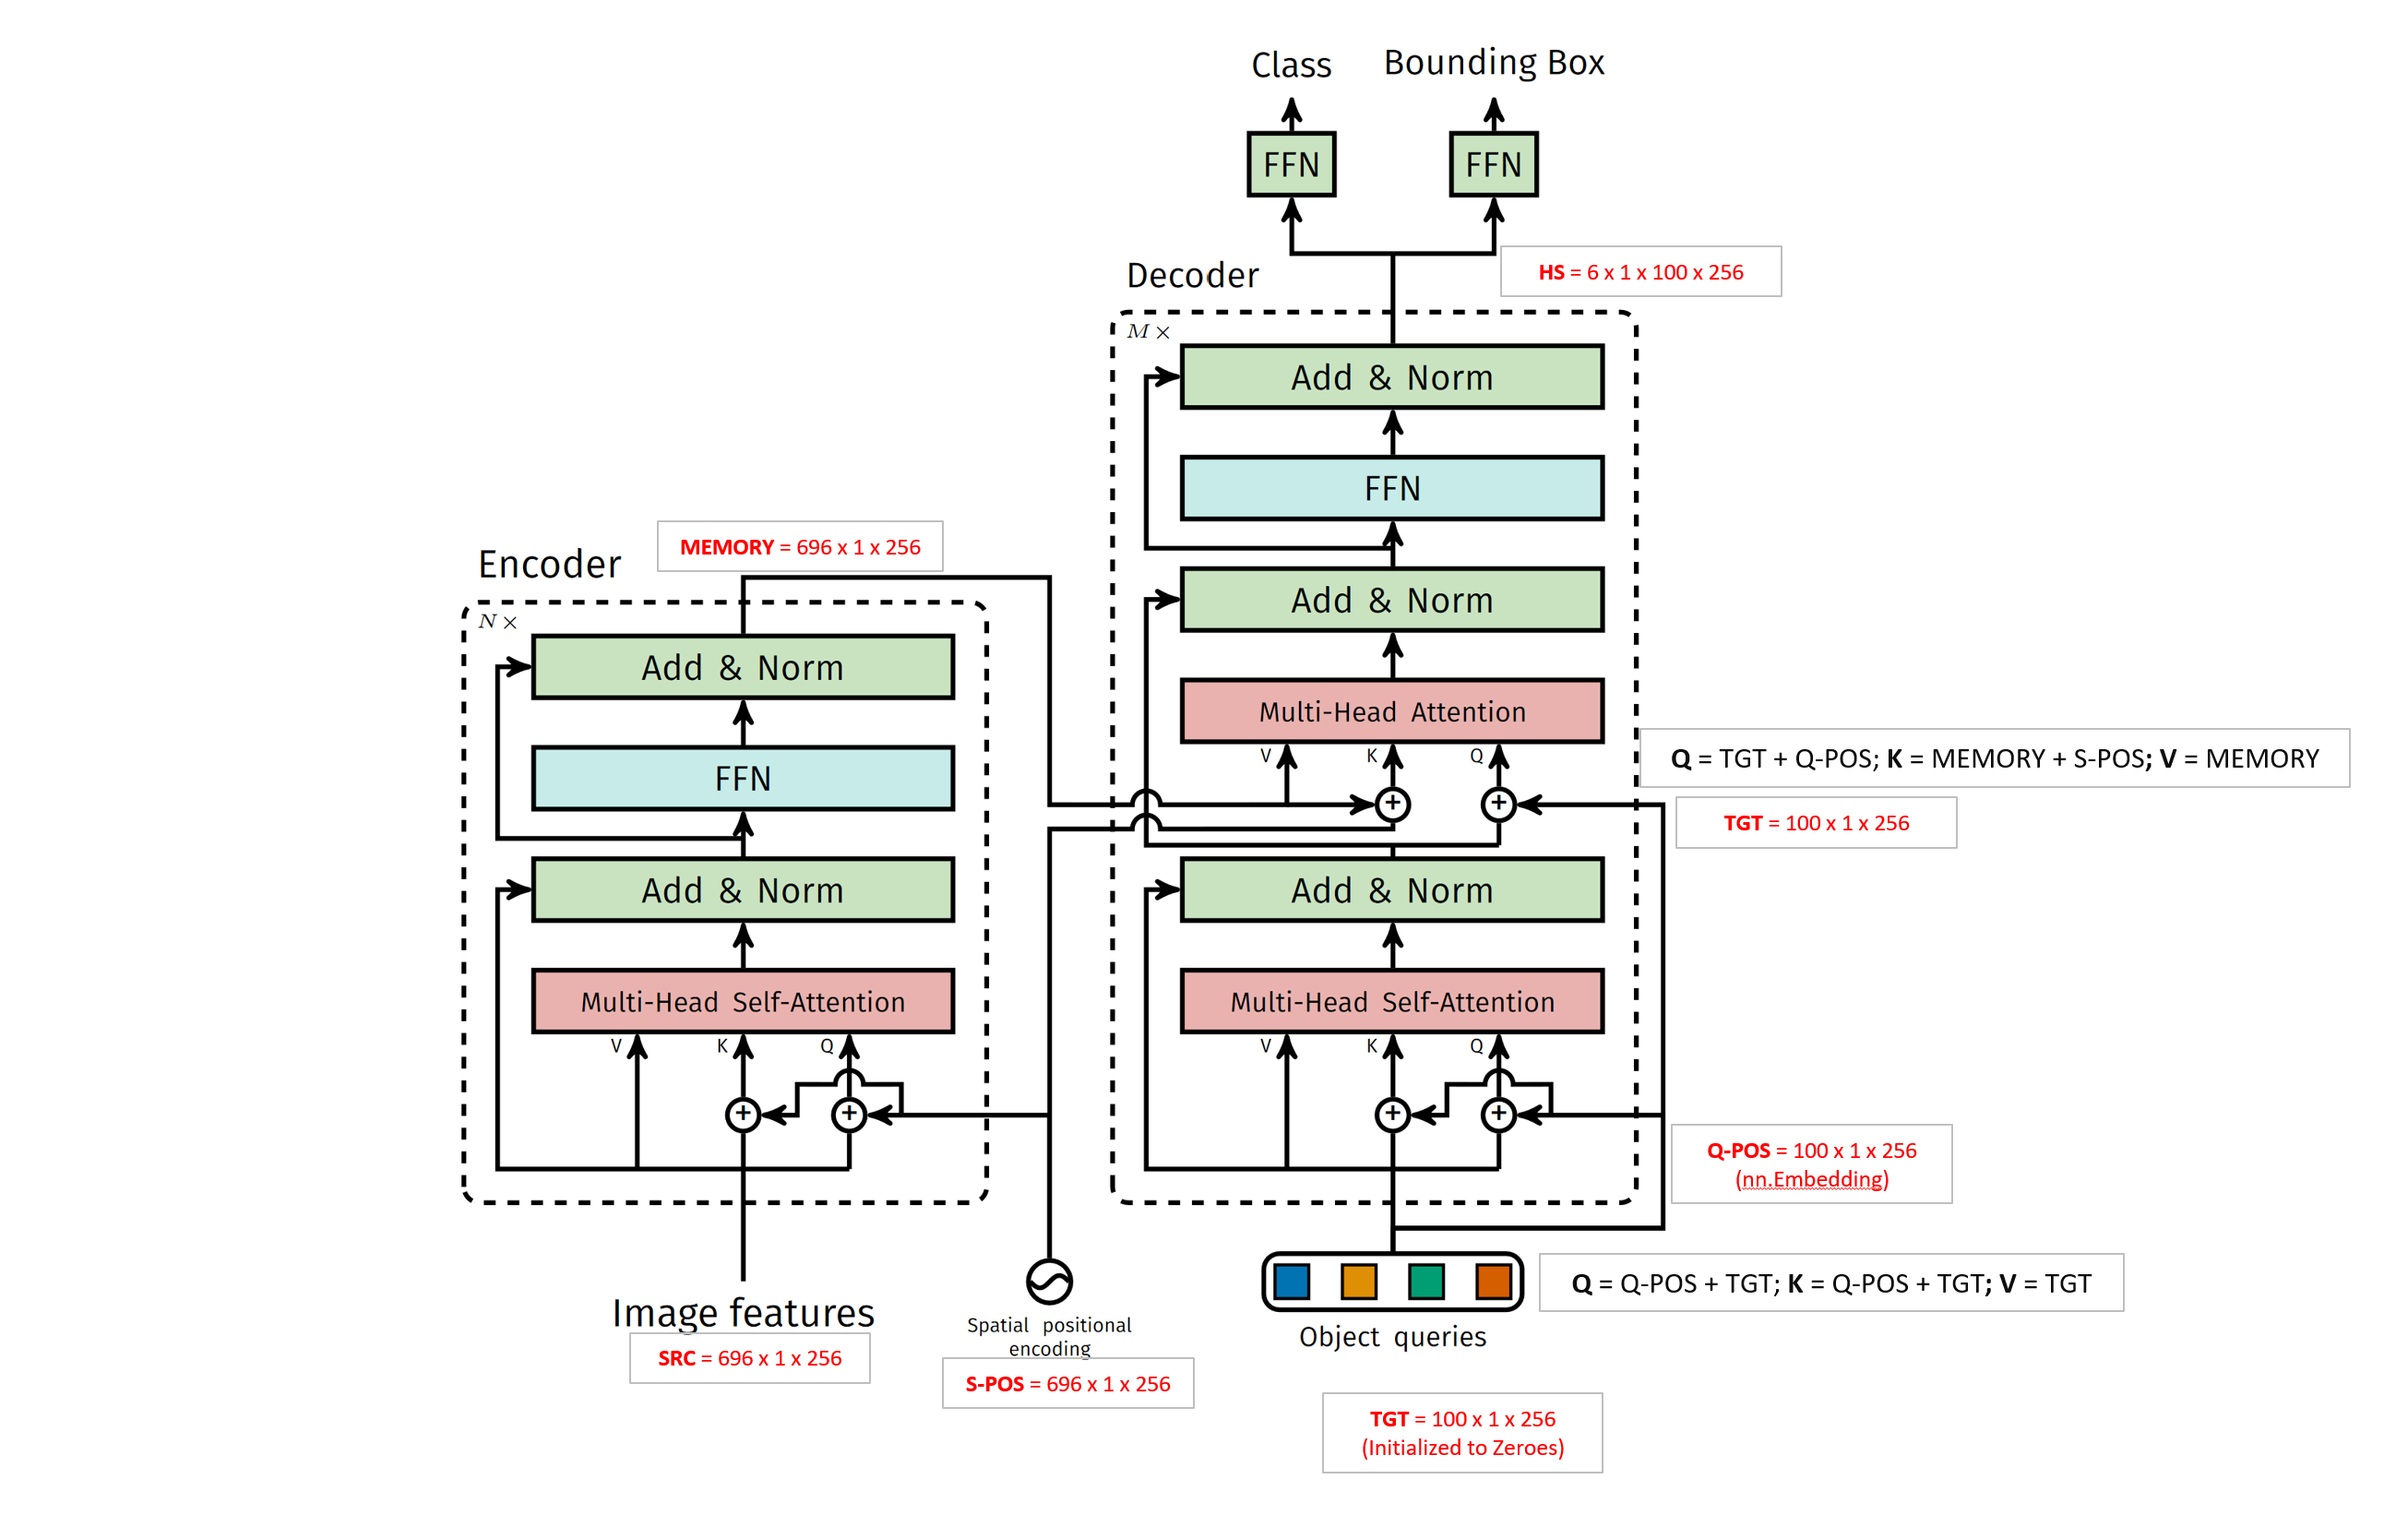 Class
Bounding Box
FFN
FFN
HS = 6 x 1 x 100 x 256
Decoder
M ×
Add & Norm
FFN
Add & Norm
Multi-Head Attention
V
K
Q
Q = TGT + Q-POS; K = MEMORY + S-POS; V = MEMORY
+
+
TGT = 100 x 1 x 256
Add & Norm
Multi-Head Self-Attention
V
K
Q
+
+
Q-POS = 100 x 1 x 256
(nn.Embedding)
Q = Q-POS + TGT; K = Q-POS + TGT; V = TGT
Object queries
TGT = 100 x 1 x 256
(Initialized to Zeroes)
MEMORY = 696 x 1 x 256
Encoder
N ×
Add & Norm
FFN
Add & Norm
Multi-Head Self-Attention
V
K
Q
+
+
Image features
SRC = 696 x 1 x 256
Spatial positional
encoding
S-POS = 696 x 1 x 256